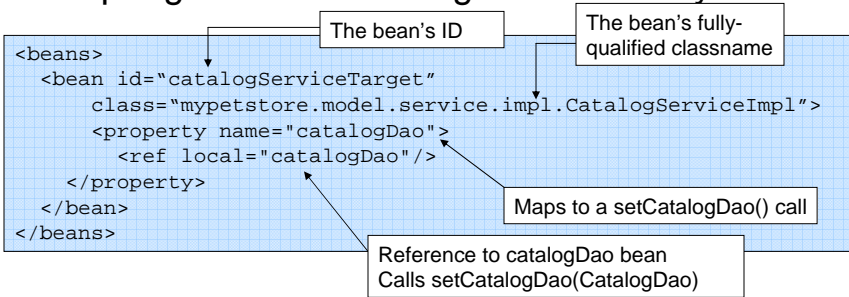 The bean's ID
The bean's fully-
qualified classname
<beans>
<bean id=“catalogServiceTarget”
class=“mypetstore.model.service.impl.CatalogServiceImpl”>
<property name="catalogDao">
<ref local="catalogDao"/>
</property>
</bean>
</beans>
Maps to a setCatalogDao() call
Reference to catalogDao bean
Calls setCatalogDao(CatalogDao)